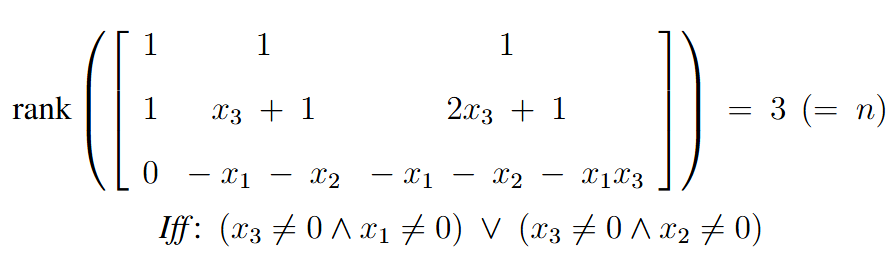 1 1 1
rank ( [ 1 x₃ + 1 2x₃ + 1 ] ) = 3 (= n)
0 − x₁ − x₂ − x₁ − x₂ − x₁x₃
Iff: (x₃ ≠ 0 ∧ x₁ ≠ 0) ∨ (x₃ ≠ 0 ∧ x₂ ≠ 0)